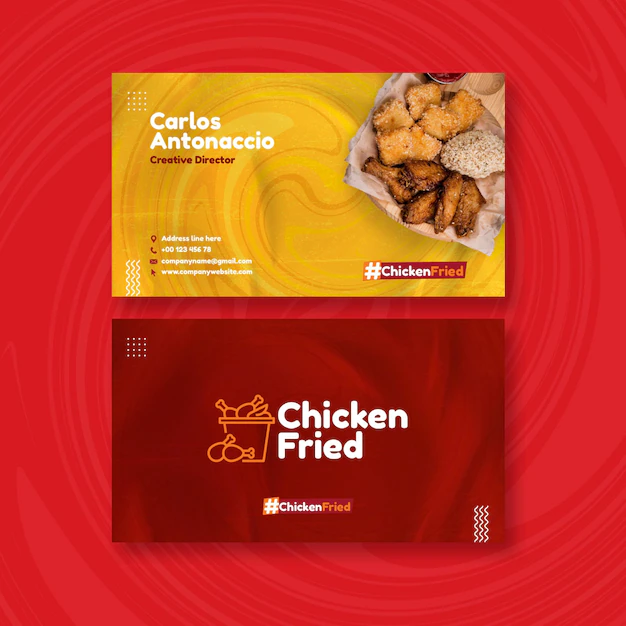 Carlos
Antonaccio
Creative Director
Address line here
+00 123 456 78
companyname@gmail.com
www.companywebsite.com
#ChickenFried
Chicken
Fried
#ChickenFried